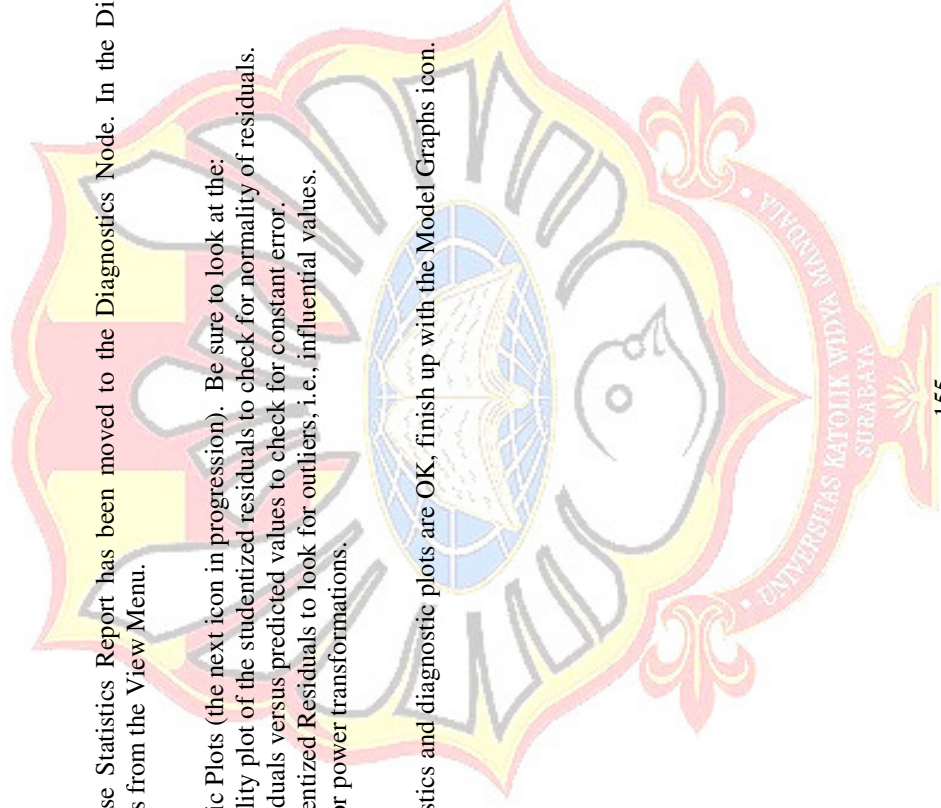 se Statistics Report has been moved to the Diagnostics Node. In the Di
s from the View Menu.
ic Plots (the next icon in progression). Be sure to look at the:
lity plot of the studentized residuals to check for normality of residuals.
duals versus predicted values to check for constant error.
entized Residuals to look for outliers, i.e., influential values.
or power transformations.
stics and diagnostic plots are OK, finish up with the Model Graphs icon.
UNIVERSITAS KATOLIK WIDYA MANDALA
SURABAYA
155